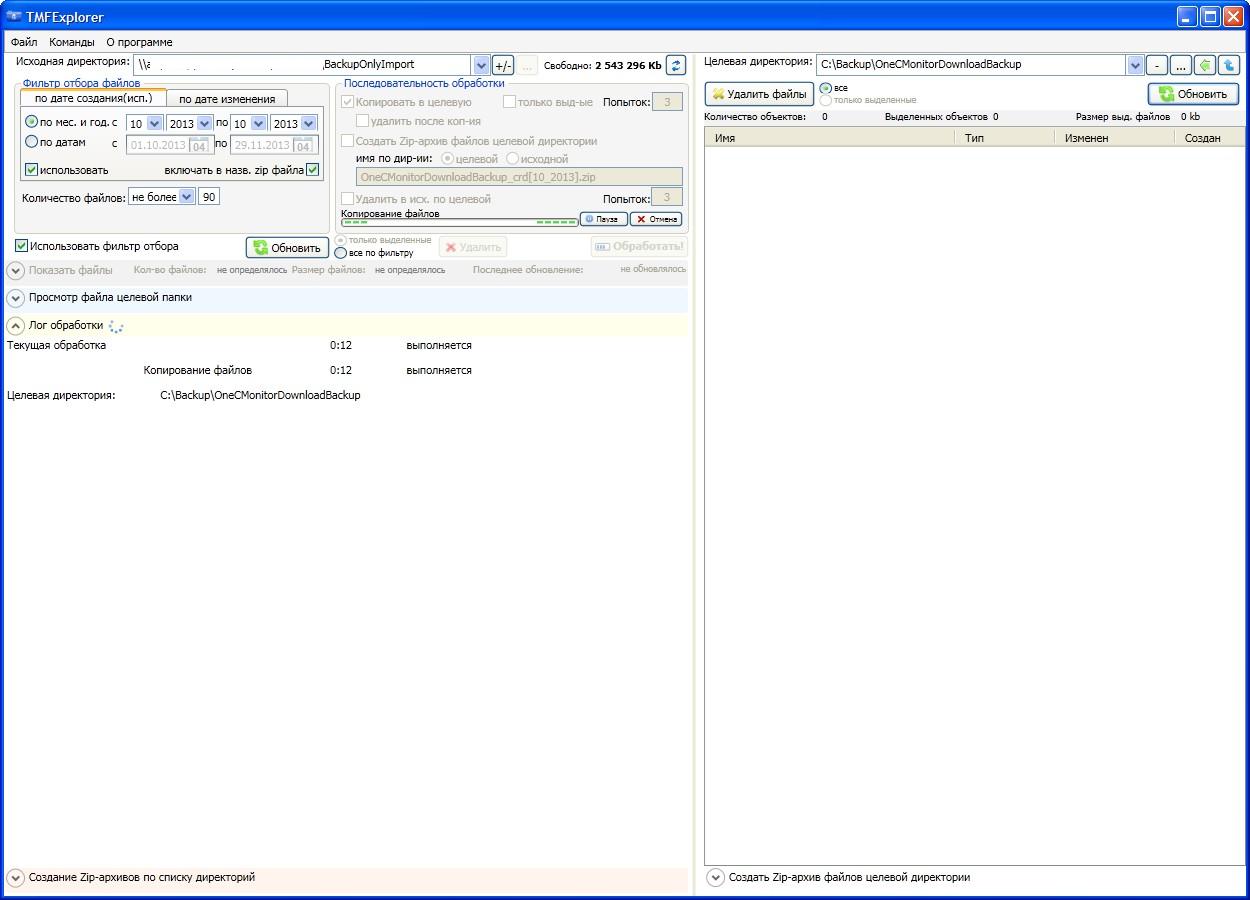 TMFExplorer
Файл Команды О программе
Исходная директория: BackupOnlyImport +/- ... Свободно: 2 543 296 Kb
Фильтр отбора файлов
по дате создания(исп.) по дате изменения
по мес. и год. с 10 2013 по 10 2013
по датам с 01.10.2013 04 по 29.11.2013 04
использовать включать в назв. zip файла
Количество файлов: не более 90
Последовательность обработки
Копировать в целевую только выд-ые Попыток: 3
удалить после коп-ия
Создать Zip-архив файлов целевой директории
имя по дир-ии: целевой исходной
OneCMonitorDownloadBackup_crd[10_2013].zip
Удалить в исх. по целевой Попыток: 3
Копирование файлов
Пауза Отмена
Использовать фильтр отбора Обновить
только выделенные
все по фильтру
Удалить Обработать!
Показать файлы Кол-во файлов: не определялось Размер файлов: не определялось Последнее обновление: не обновлялось
Просмотр файла целевой папки
Лог обработки
Текущая обработка 0:12 выполняется
Копирование файлов 0:12 выполняется
Целевая директория: C:\Backup\OneCMonitorDownloadBackup
Создание Zip-архивов по списку директорий
Целевая директория: C:\Backup\OneCMonitorDownloadBackup - ...
Удалить файлы
все
только выделенные
Обновить
Количество объектов: 0 Выделенных объектов 0 Размер выд. файлов 0 kb
Имя Тип Изменен Создан
Создать Zip-архив файлов целевой директории